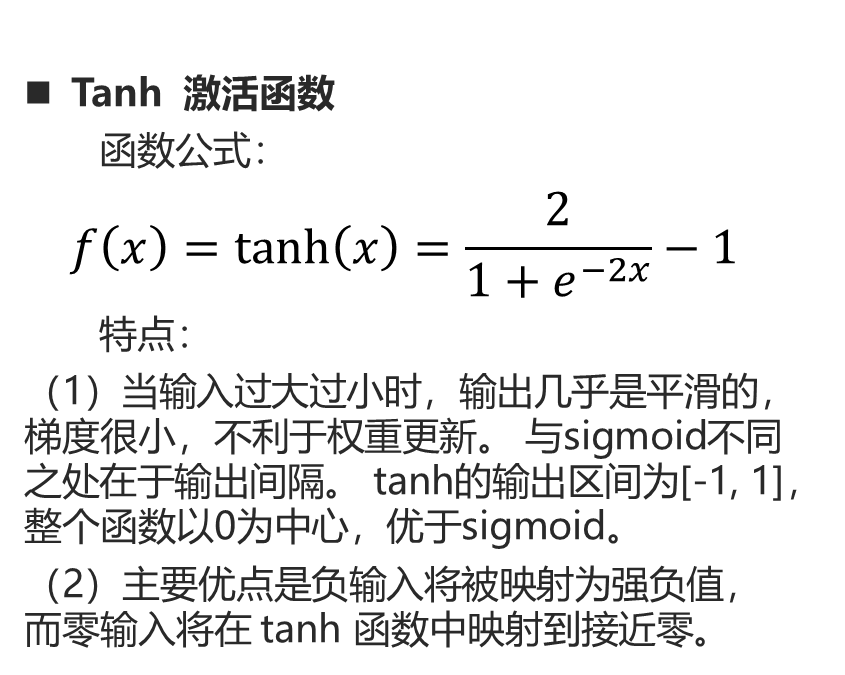 ■ Tanh 激活函数
函数公式：
f(x) = tanh(x) = \frac{2}{1 + e^{-2x}} - 1
特点：
（1）当输入过大过小时，输出几乎是平滑的，
梯度很小，不利于权重更新。 与sigmoid不同
之处在于输出间隔。 tanh的输出区间为[-1, 1]，
整个函数以0为中心，优于sigmoid。
（2）主要优点是负输入将被映射为强负值，
而零输入将在 tanh 函数中映射到接近零。